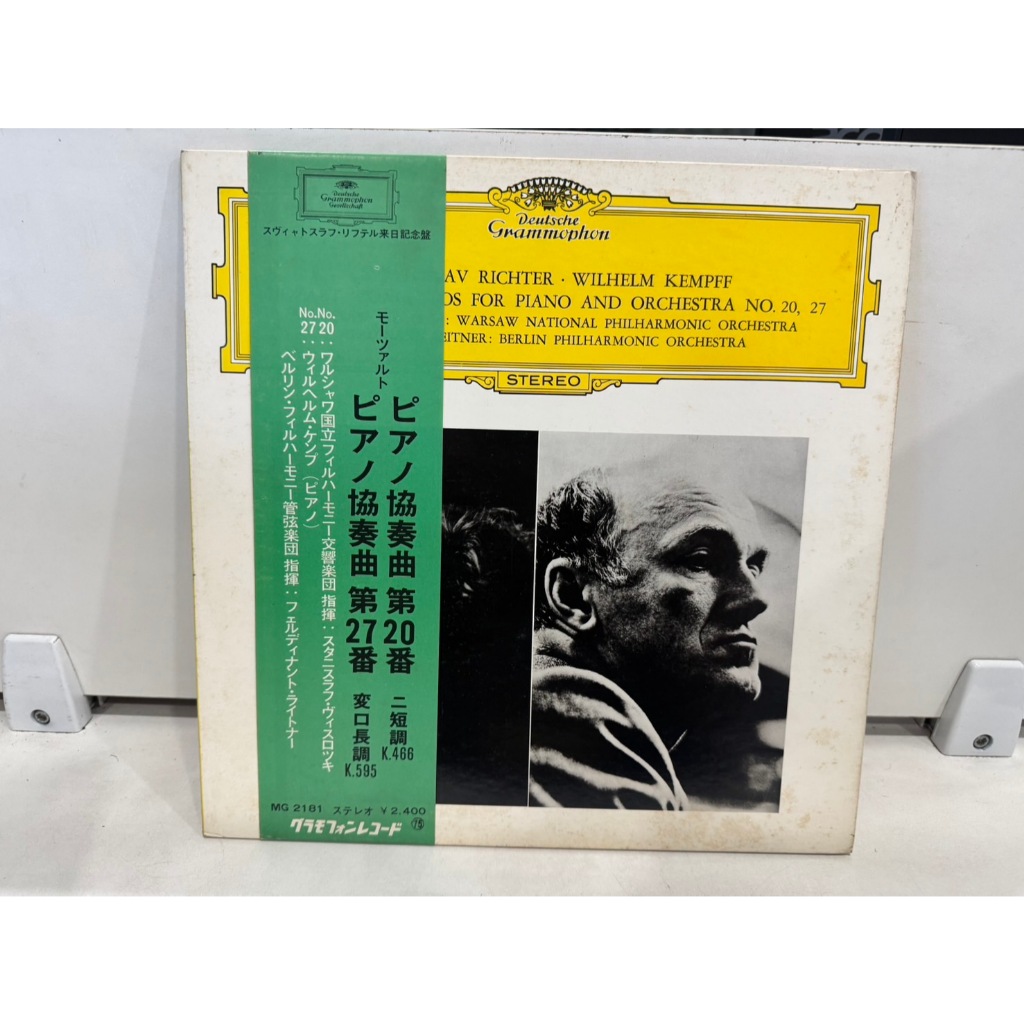 Deutsche
Grammophon
Gesellschaft
スヴィャトスラフ・リフテル来日記念盤
モーツァルト
ピアノ協奏曲 第20番 ニ短調 K.466
ピアノ協奏曲 第27番 変ロ長調 K.595
No.20:ワルシャワ国立フィルハーモニー交響楽団 指揮:スタニスラフ・ヴィスロツキ
No.27:ウィルヘルム・ケンプ(ピアノ)
ベルリン・フィルハーモニー管弦楽団 指揮:フェルディナント・ライトナー
MG 2181 ステレオ ¥2,400
グラモフォンレコード 75
Deutsche
Grammophon
AV RICHTER · WILHELM KEMPFF
OS FOR PIANO AND ORCHESTRA NO. 20, 27
: WARSAW NATIONAL PHILHARMONIC ORCHESTRA
EITNER: BERLIN PHILHARMONIC ORCHESTRA
STEREO